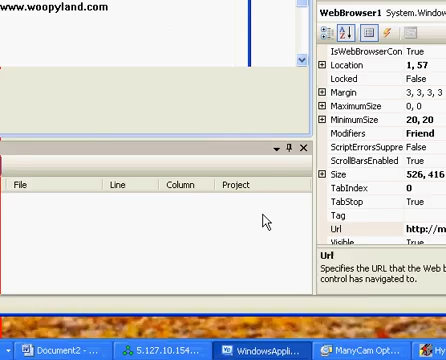 www.woopyland.com
WebBrowser1 System.Window
IsWebBrowserCon True
Location 1, 57
Locked False
Margin 3, 3, 3, 3
MaximumSize 0, 0
MinimumSize 20, 20
Modifiers Friend
ScriptErrorsSuppre False
ScrollBarsEnabled True
Size 526, 416
TabIndex 0
TabStop True
Tag
Url http://m
Visible True
File Line Column Project
Url
Specifies the URL that the Web b
control has navigated to.
Document2 - ...
5.127.10.154...
WindowsAppli...
ManyCam Opt...
Hy